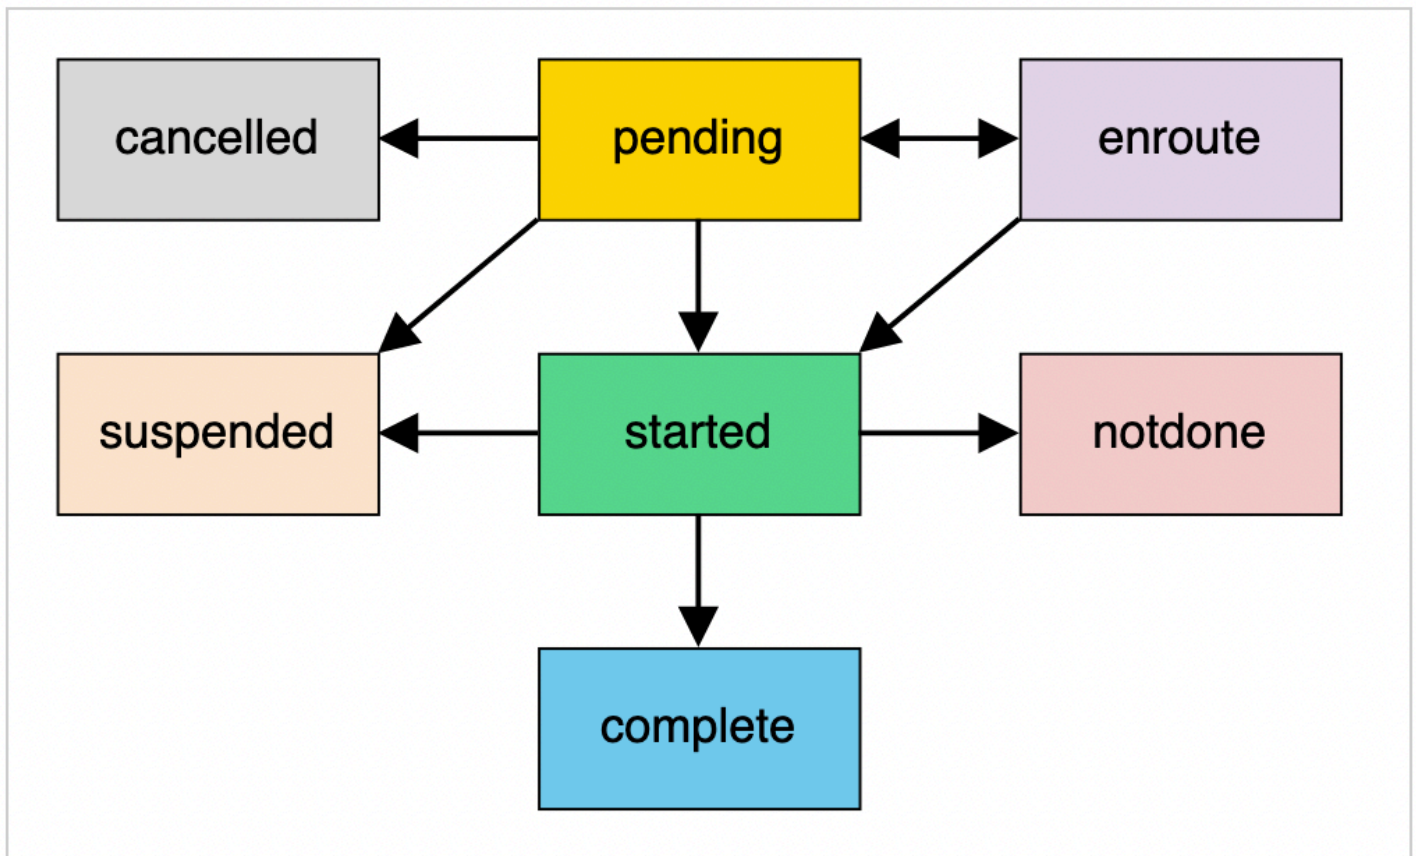 cancelled
pending
enroute
suspended
started
notdone
complete